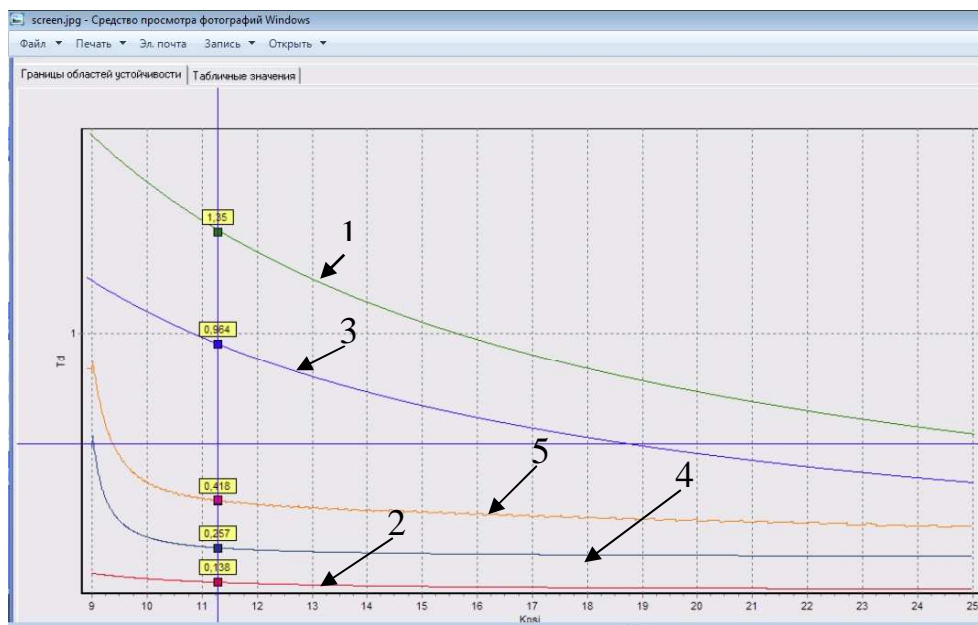 screen.jpg - Средство просмотра фотографий Windows
Файл Печать Эл. почта Запись Открыть
Границы областей устойчивости Табличные значения
1,35
1
0,964
3
1
Td
5
4
0,418
0,257
2
0,138
9 10 11 12 13 14 15 16 17 18 19 20 21 22 23 24 25
Kpsi